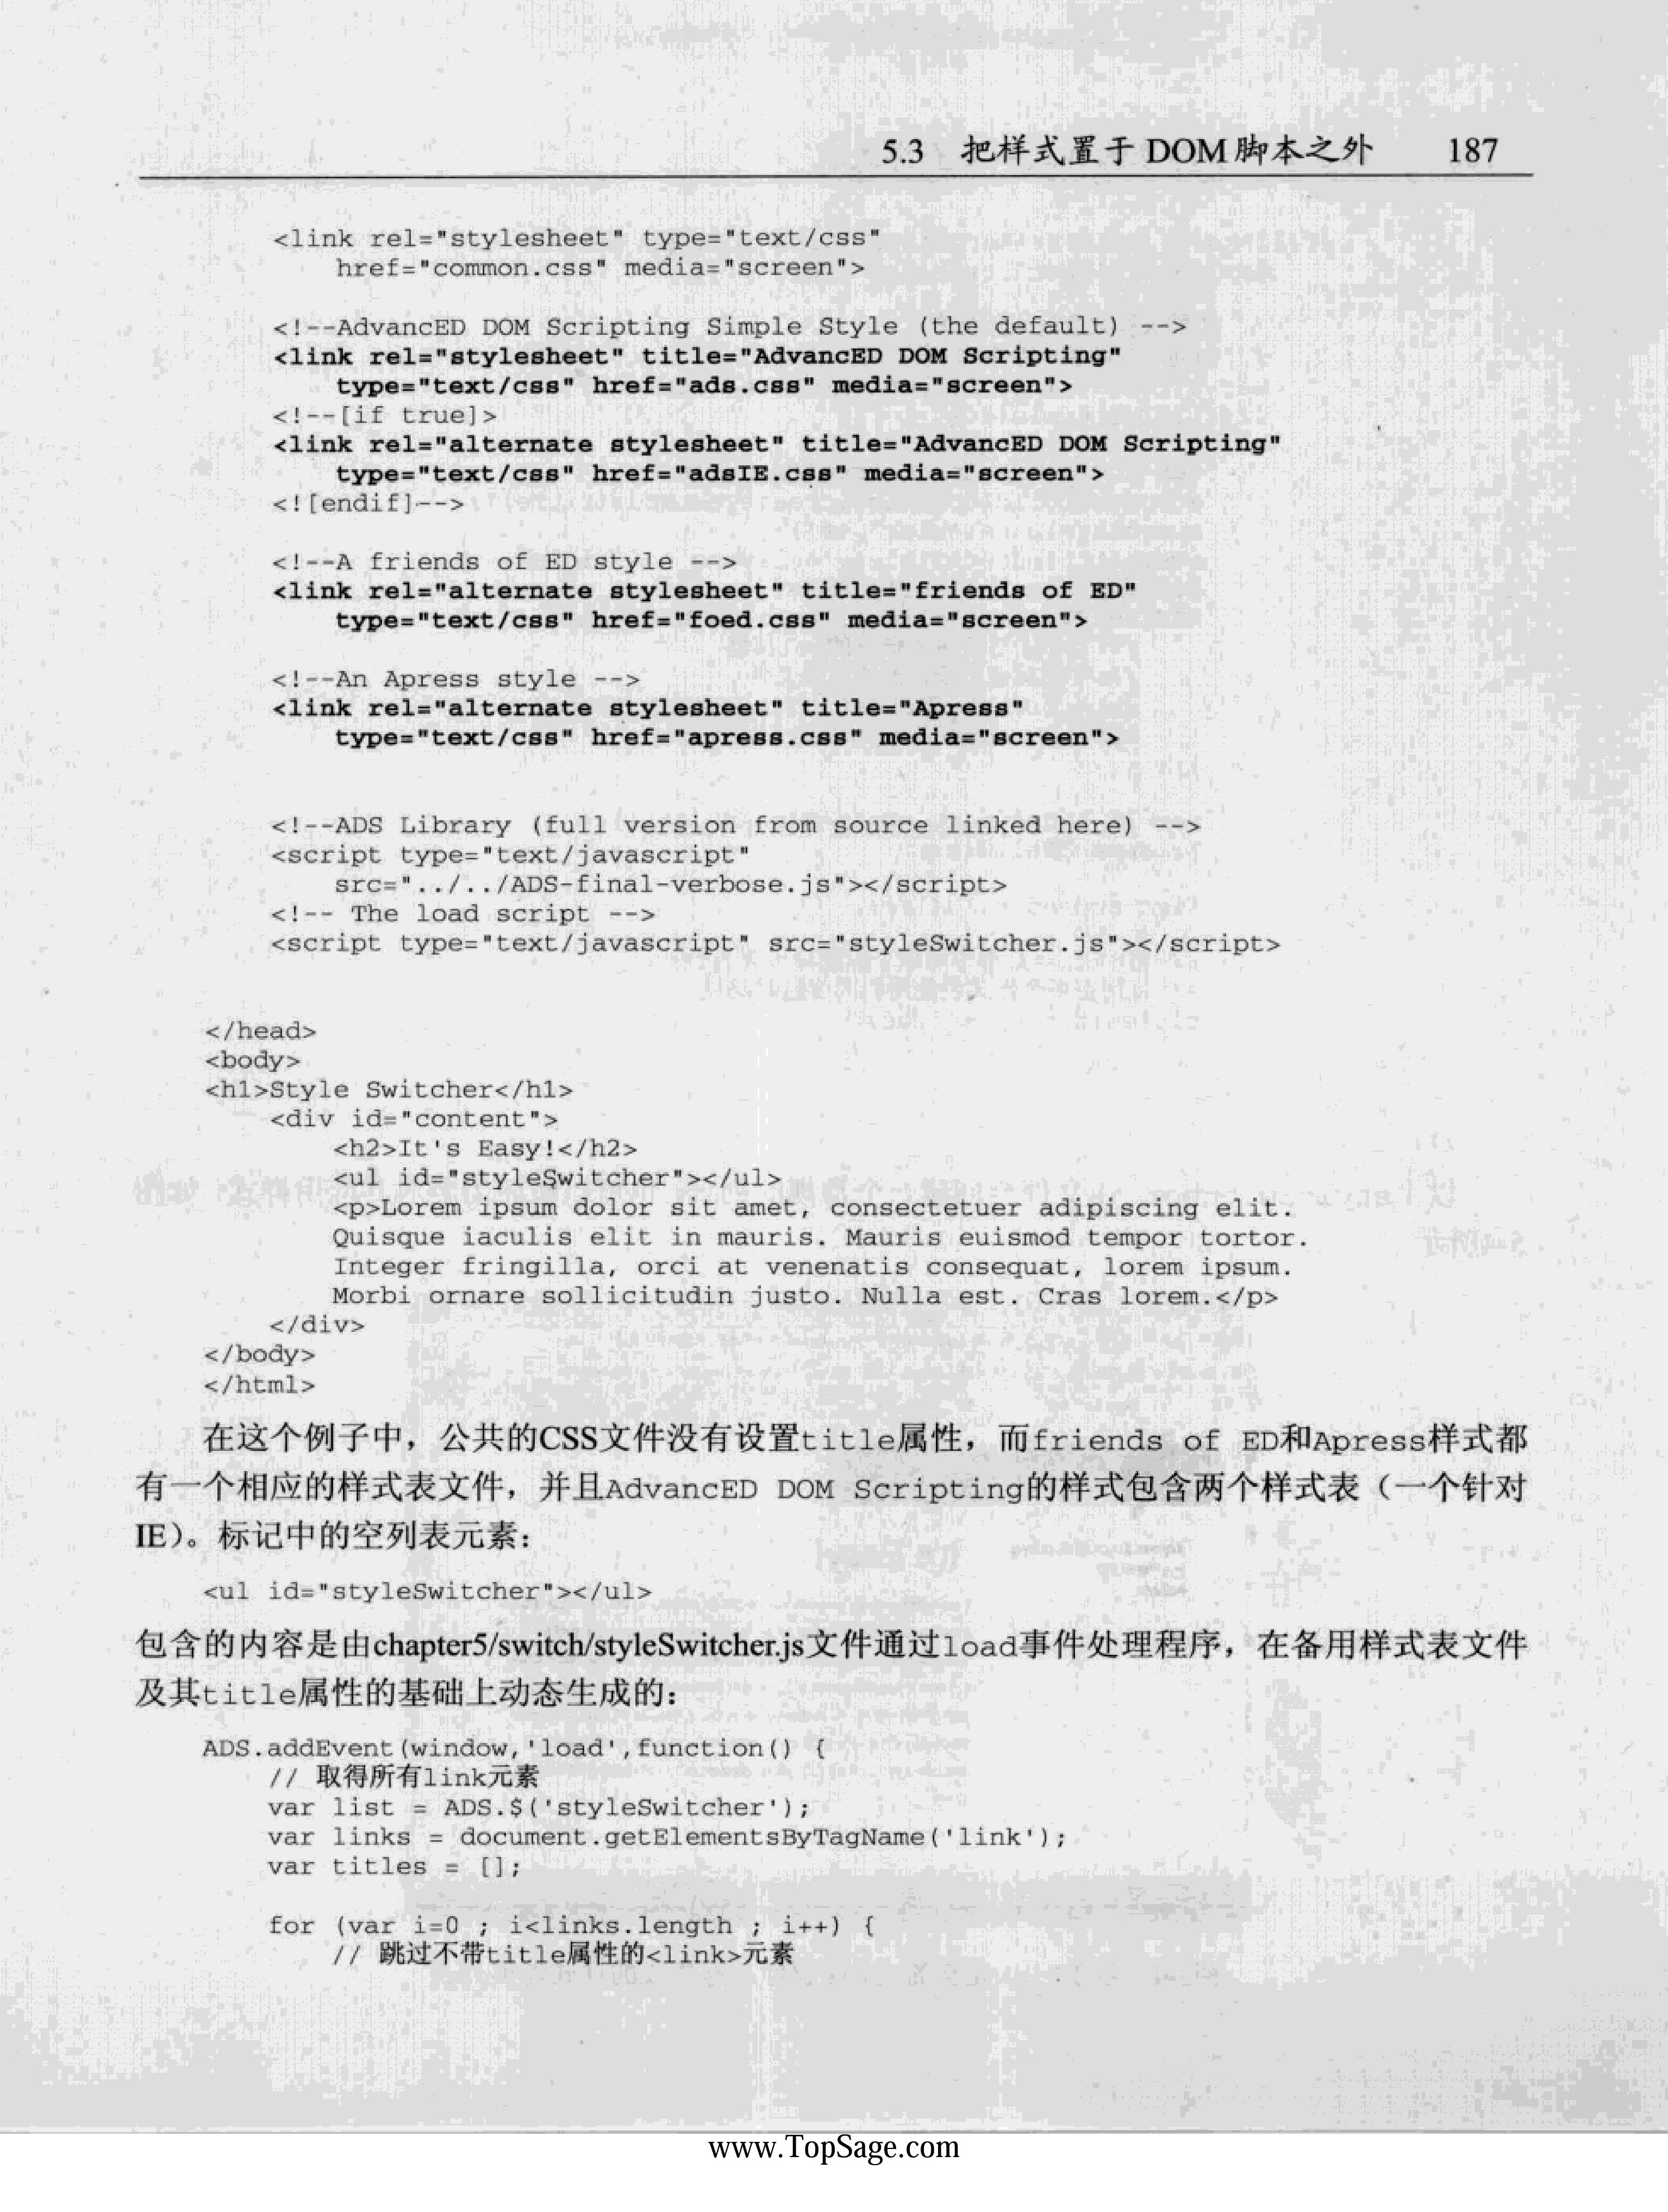 5.3 把样式置于 DOM 脚本之外 187
<link rel="stylesheet" type="text/css"
href="common.css" media="screen">
<!--AdvancED DOM Scripting Simple Style (the default) -->
<link rel="stylesheet" title="AdvancED DOM Scripting"
type="text/css" href="ads.css" media="screen">
<!--[if true]>
<link rel="alternate stylesheet" title="AdvancED DOM Scripting"
type="text/css" href="adsIE.css" media="screen">
<![endif]-->
<!--A friends of ED style -->
<link rel="alternate stylesheet" title="friends of ED"
type="text/css" href="foed.css" media="screen">
<!--An Apress style -->
<link rel="alternate stylesheet" title="Apress"
type="text/css" href="apress.css" media="screen">
<!--ADS Library (full version from source linked here) -->
<script type="text/javascript"
src="../../ADS-final-verbose.js"></script>
<!-- The load script -->
<script type="text/javascript" src="styleSwitcher.js"></script>
</head>
<body>
<h1>Style Switcher</h1>
<div id="content">
<h2>It's Easy!</h2>
<ul id="styleSwitcher"></ul>
<p>Lorem ipsum dolor sit amet, consectetuer adipiscing elit.
Quisque iaculis elit in mauris. Mauris euismod tempor tortor.
Integer fringilla, orci at venenatis consequat, lorem ipsum.
Morbi ornare sollicitudin justo. Nulla est. Cras lorem.</p>
</div>
</body>
</html>
在这个例子中，公共的CSS文件没有设置title属性，而friends of ED和Apress样式都
有一个相应的样式表文件，并且AdvancED DOM Scripting的样式包含两个样式表（一个针对
IE）。标记中的空列表元素：
<ul id="styleSwitcher"></ul>
包含的内容是由chapter5/switch/styleSwitcher.js文件通过load事件处理程序，在备用样式表文件
及其title属性的基础上动态生成的：
ADS.addEvent(window,'load',function() {
// 取得所有link元素
var list = ADS.$('styleSwitcher');
var links = document.getElementsByTagName('link');
var titles = [];
for (var i=0 ; i<links.length ; i++) {
// 跳过不带title属性的<link>元素
www.TopSage.com